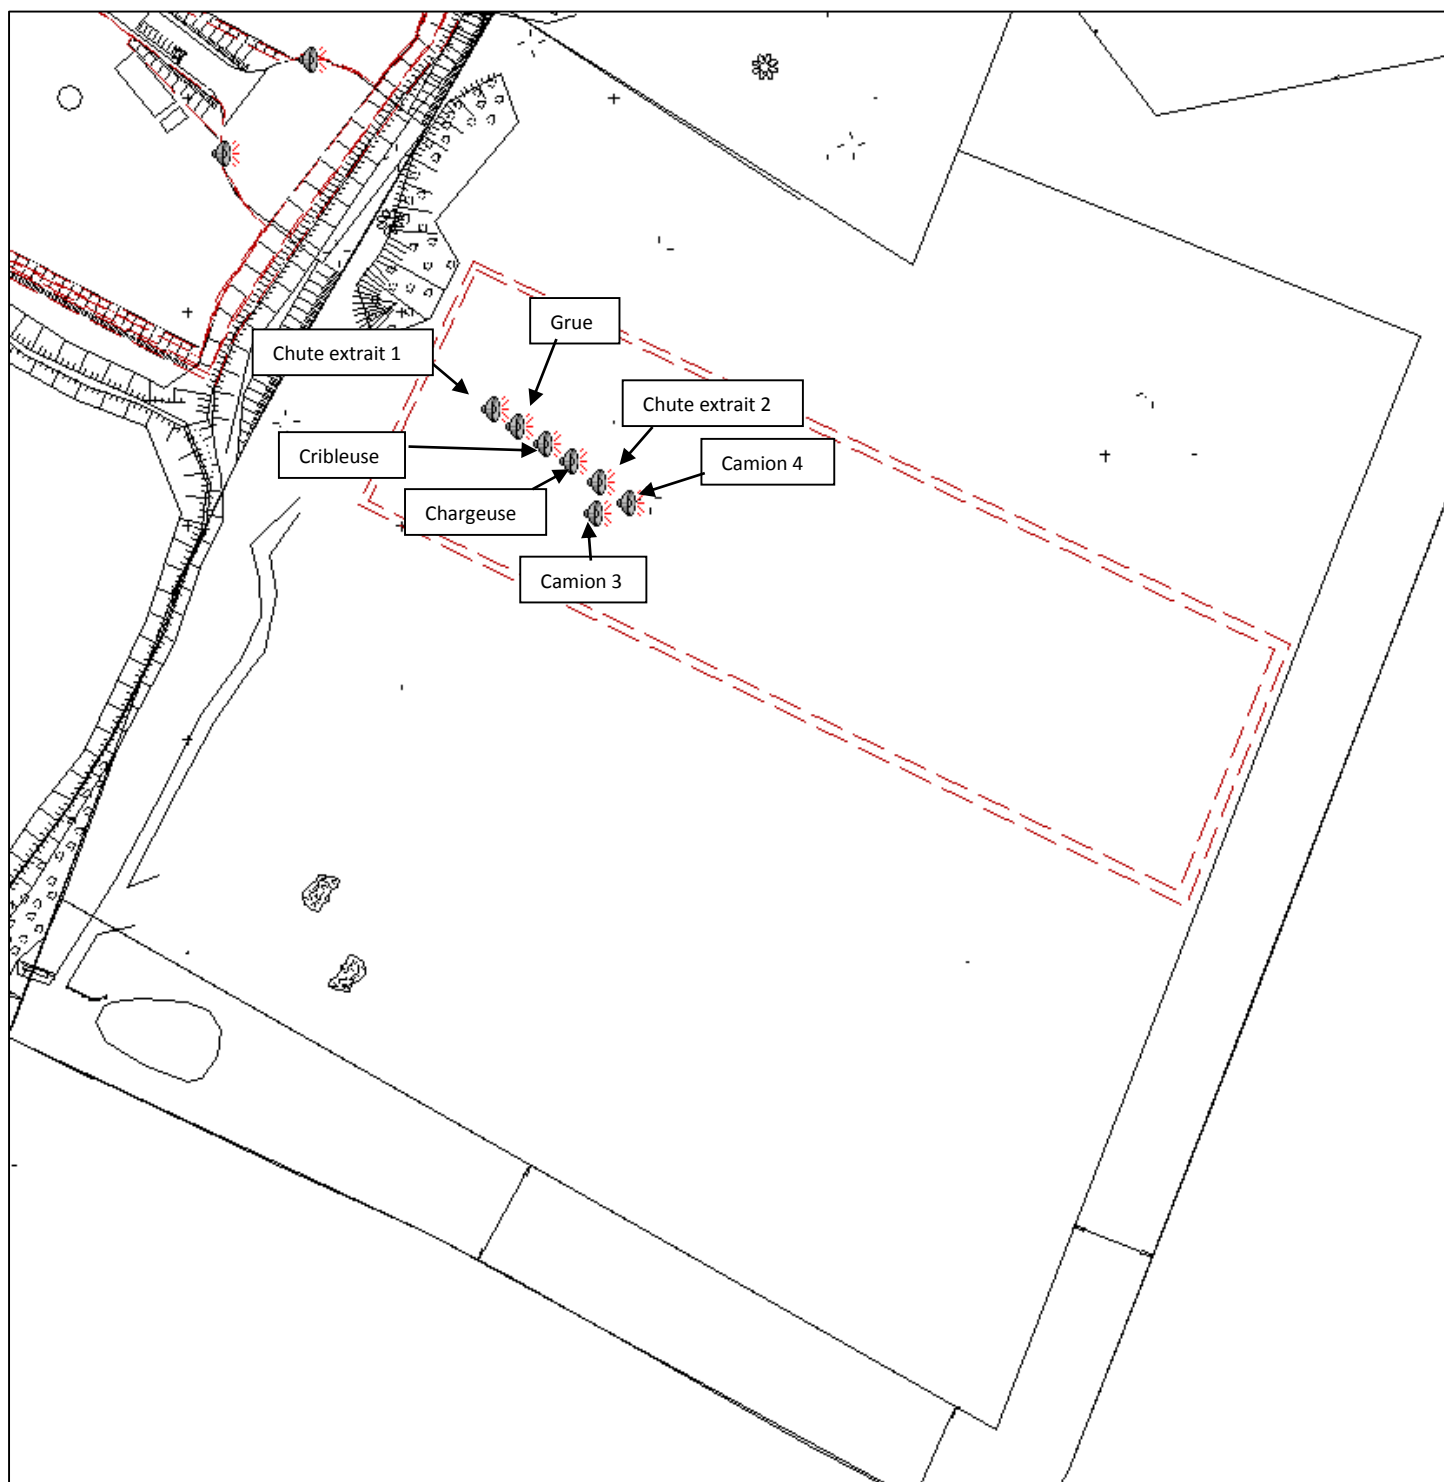 Grue
Chute extrait 1
Chute extrait 2
Cribleuse
Camion 4
Chargeuse
Camion 3